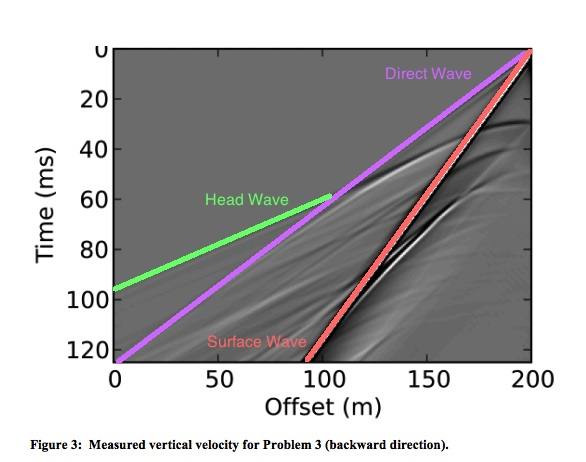 0
Direct Wave
20
40
Head Wave
60
80
100
Surface Wave
120
Time (ms)
0 50 100 150 200
Offset (m)
Figure 3: Measured vertical velocity for Problem 3 (backward direction).